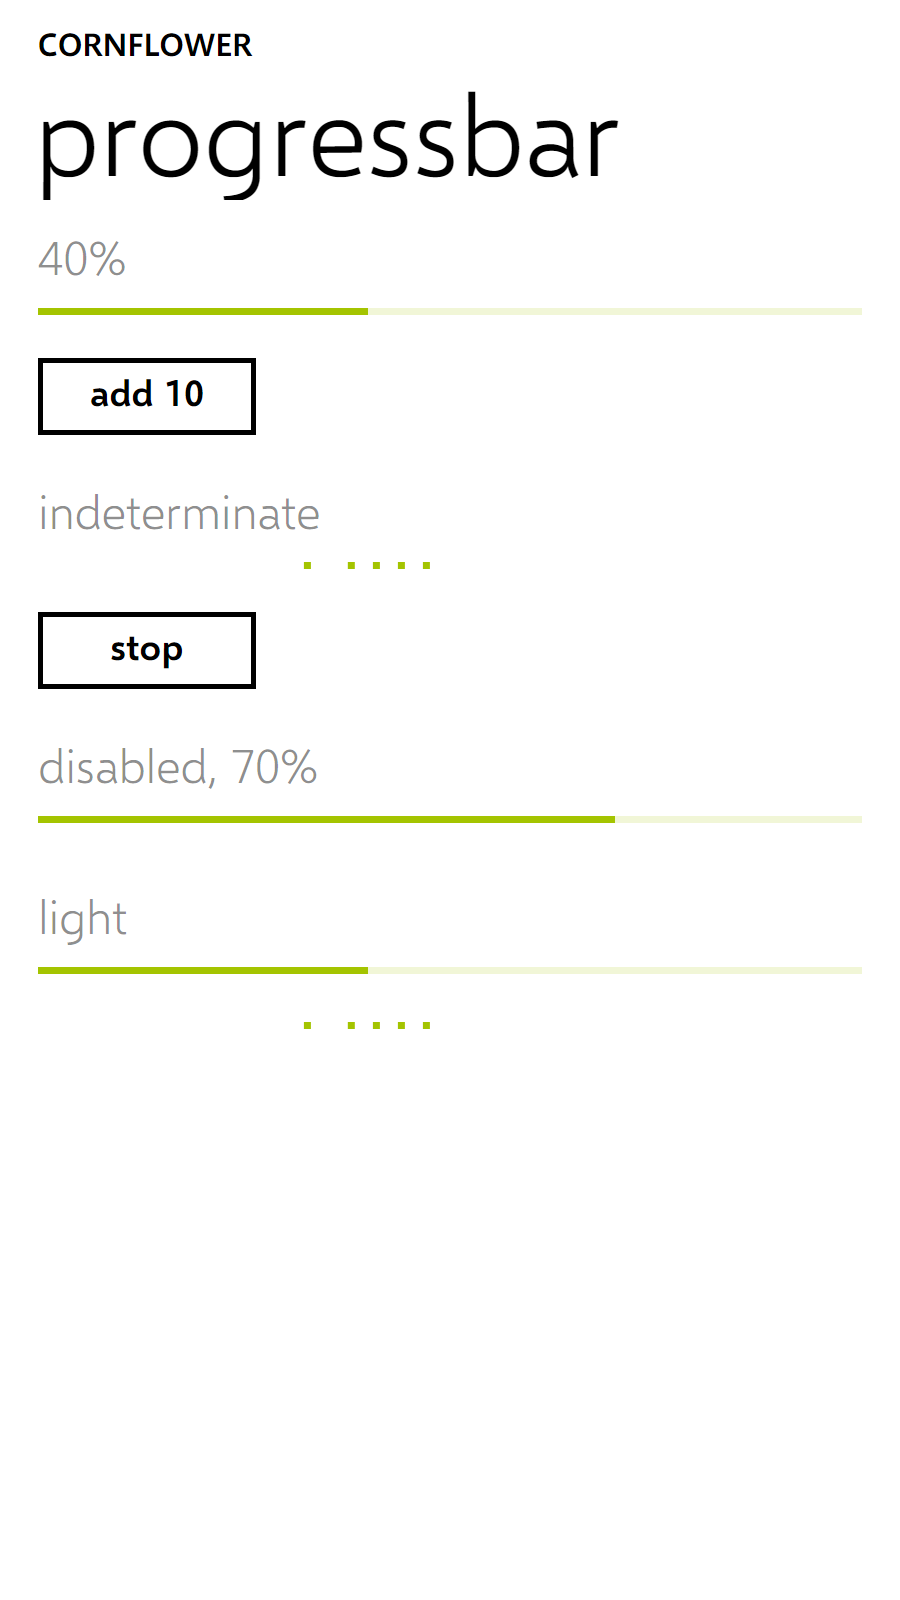 CORNFLOWER
progressbar
40%
add 10
indeterminate
stop
disabled, 70%
light